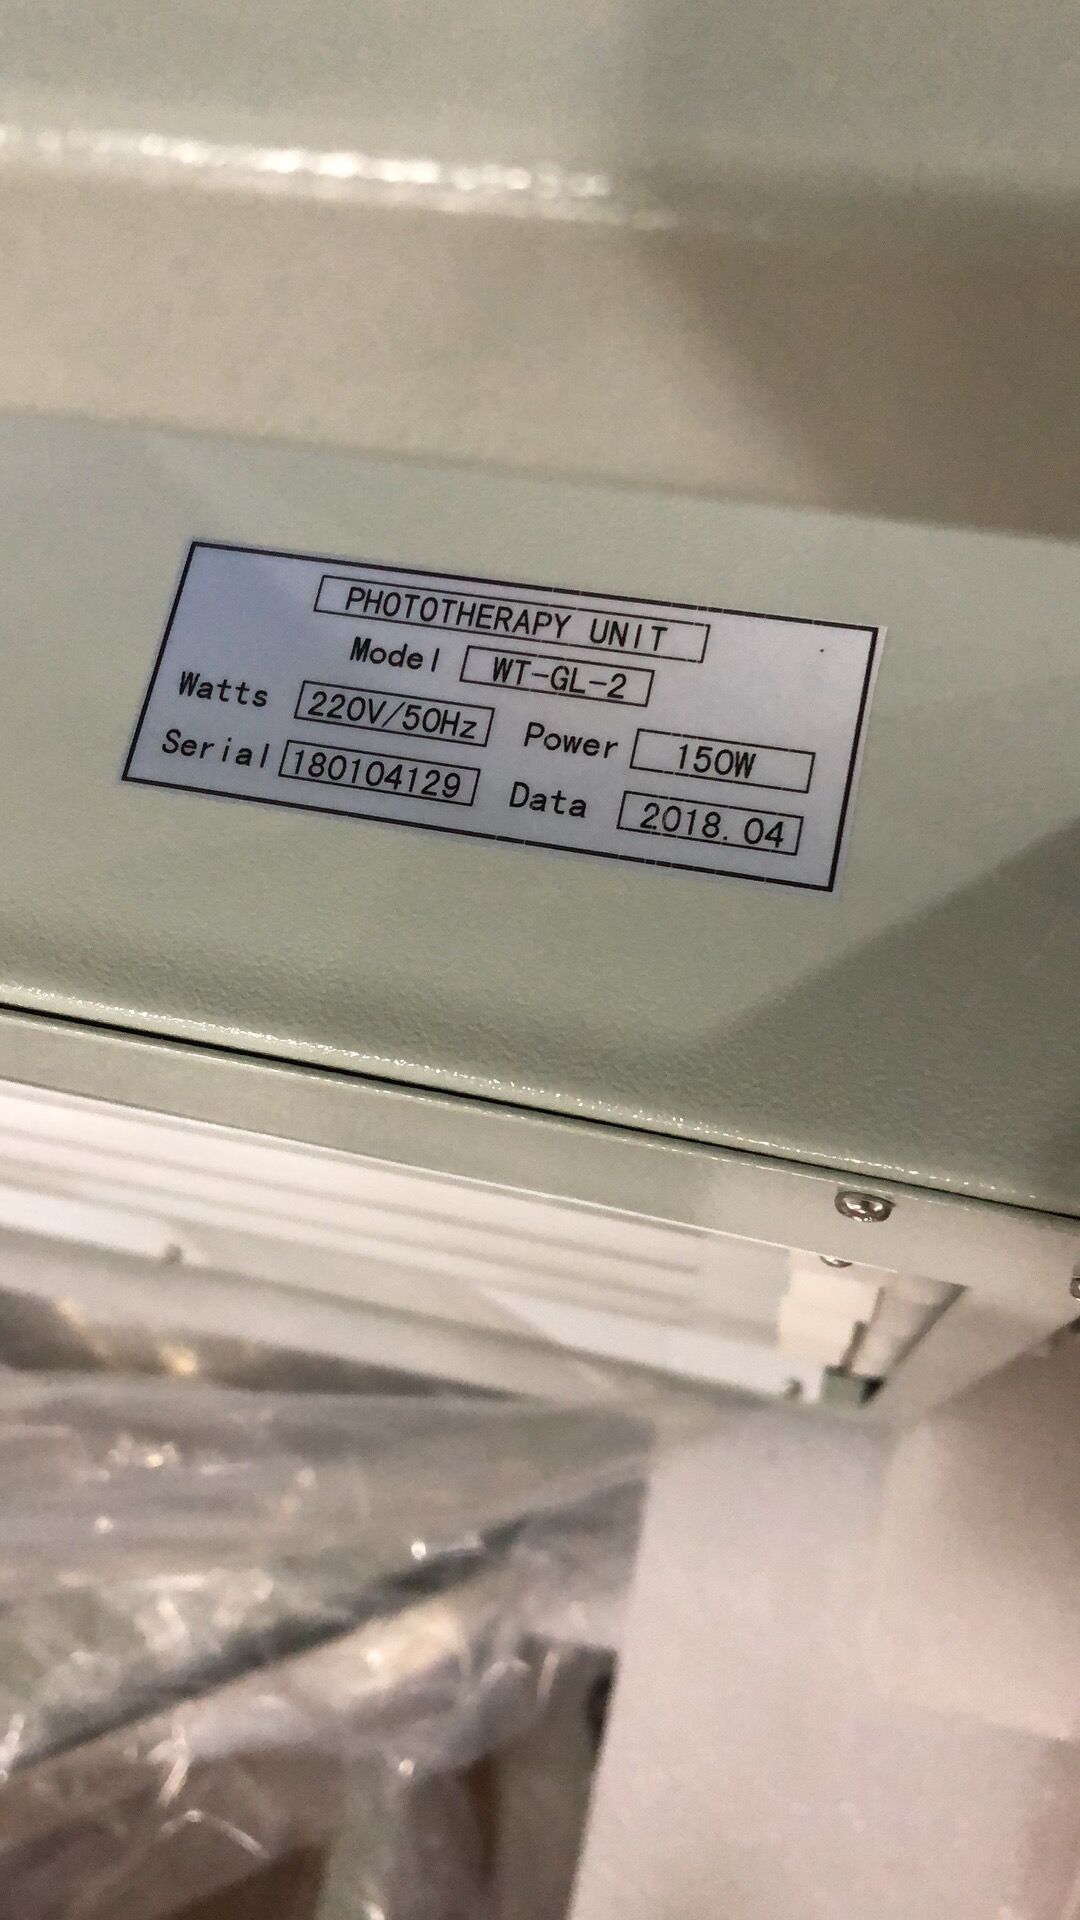 PHOTOTHERAPY UNIT
Model WT-GL-2
Watts 220V/50Hz Power 150W
Serial 180104129 Data 2018.04